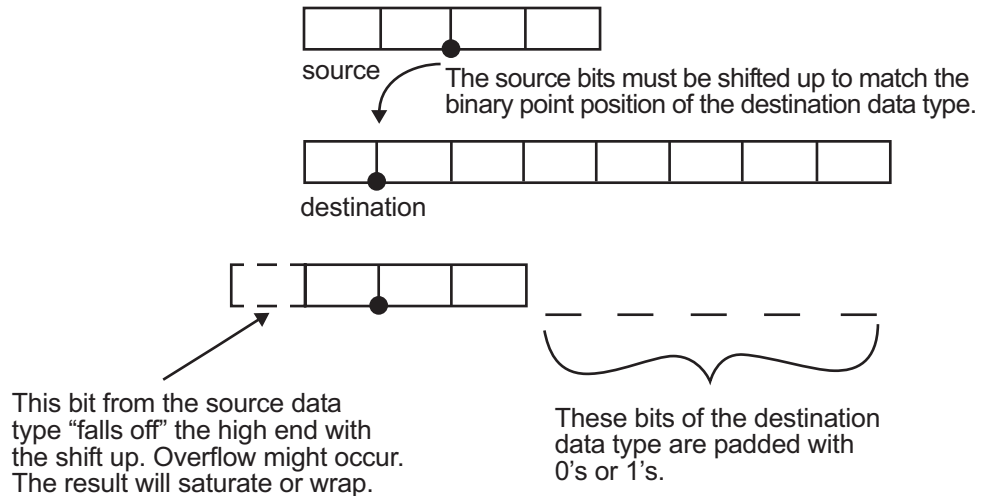 source
The source bits must be shifted up to match the
binary point position of the destination data type.
destination
This bit from the source data
type “falls off” the high end with
the shift up. Overflow might occur.
The result will saturate or wrap.
These bits of the destination
data type are padded with
0's or 1's.